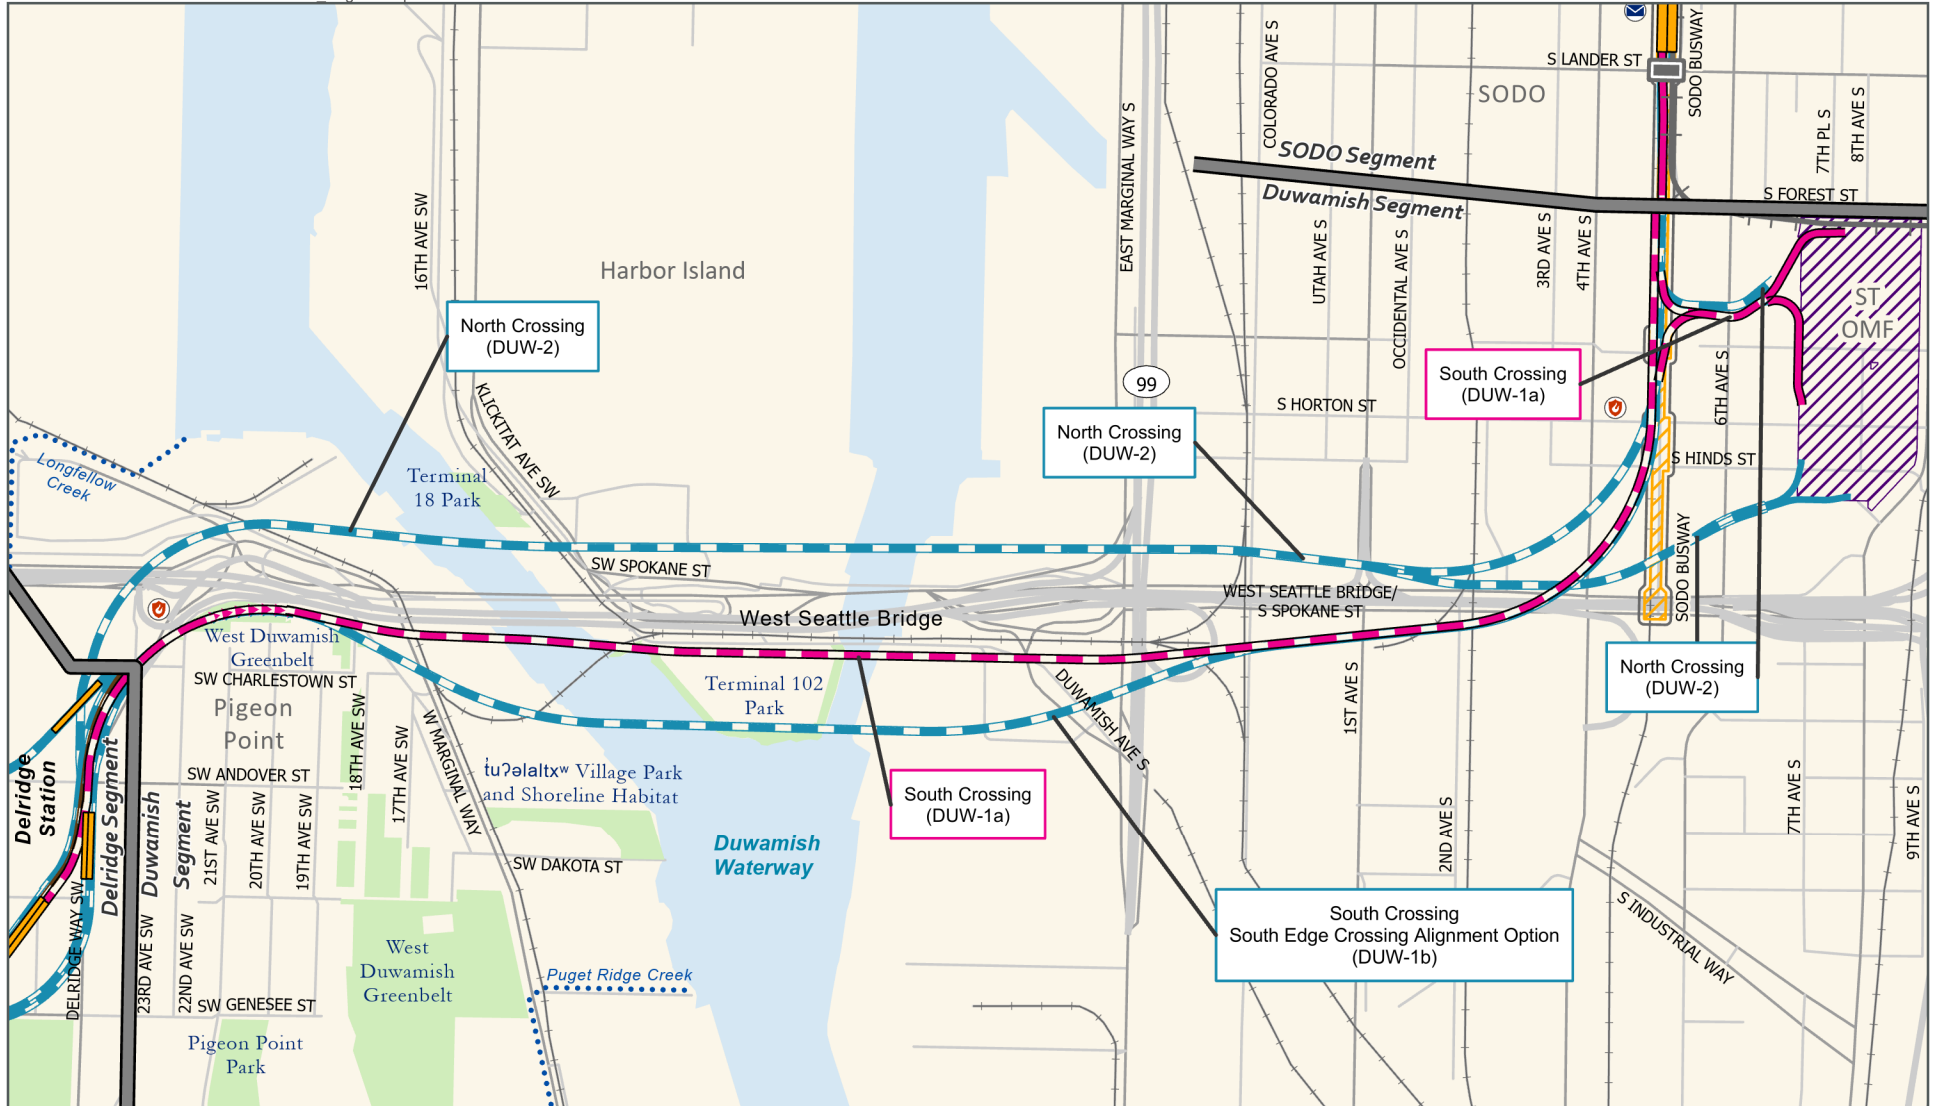 COLORADO AVE S
SODO BUSWAY
S LANDER ST
SODO
7TH PL S
8TH AVE S
EAST MARGINAL WAY S
SODO Segment
Duwamish Segment
S FOREST ST
16TH AVE SW
Harbor Island
UTAH AVE S
OCCIDENTAL AVE S
3RD AVE S
4TH AVE S
ST
OMF
North Crossing
(DUW-2)
South Crossing
(DUW-1a)
6TH AVE S
99
KLICKITAT AVE SW
S HORTON ST
North Crossing
(DUW-2)
S HINDS ST
Longfellow
Creek
Terminal
18 Park
SODO BUSWAY
SW SPOKANE ST
WEST SEATTLE BRIDGE/
S SPOKANE ST
West Seattle Bridge
West Duwamish
Greenbelt
SW CHARLESTOWN ST
Pigeon
Point
18TH AVE SW
17TH AVE SW
W MARGINAL WAY SW
Terminal 102
Park
DUWAMISH AVE S
1ST AVE S
North Crossing
(DUW-2)
SW ANDOVER ST
t̓uʔəlaltxʷ Village Park
and Shoreline Habitat
South Crossing
(DUW-1a)
7TH AVE S
9TH AVE S
2ND AVE S
Delridge
Station
Delridge Segment
Duwamish
Segment
21ST AVE SW
20TH AVE SW
19TH AVE SW
Duwamish
Waterway
SW DAKOTA ST
South Crossing
South Edge Crossing Alignment Option
(DUW-1b)
S INDUSTRIAL WAY
DELRIDGE WAY SW
23RD AVE SW
22ND AVE SW
West
Duwamish
Greenbelt
Puget Ridge Creek
SW GENESEE ST
Pigeon Point
Park